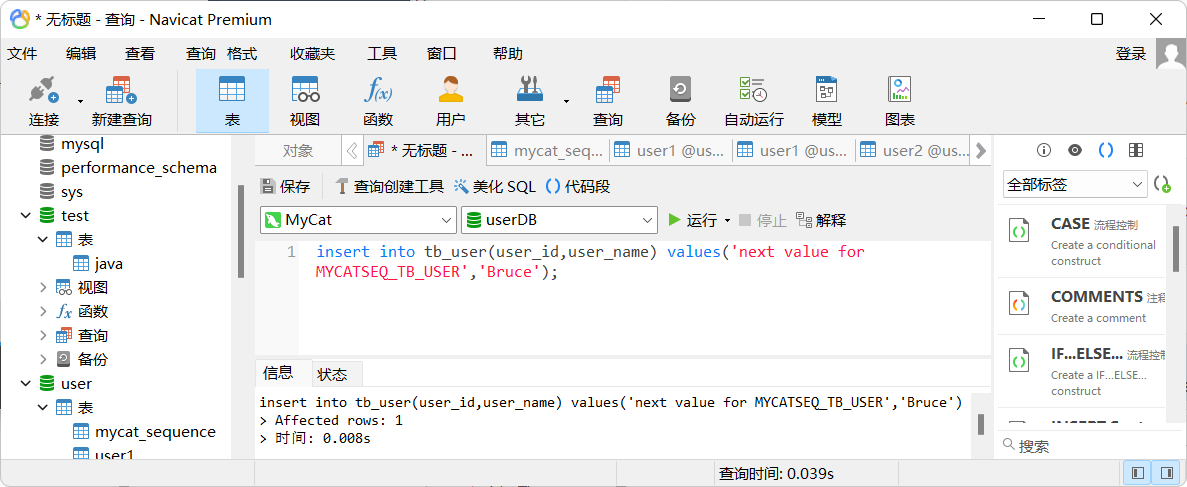 * 无标题 - 查询 - Navicat Premium
文件 编辑 查看 查询 格式 收藏夹 工具 窗口 帮助 登录
连接 新建查询 表 视图 函数 用户 其它 查询 备份 自动运行 模型 图表
mysql
performance_schema
sys
test
表
java
视图
函数
查询
备份
user
表
mycat_sequence
user1
对象 * 无标题 - ... mycat_seq... user1 @us... user1 @us... user2 @us...
保存 查询创建工具 美化 SQL () 代码段
MyCat userDB 运行 停止 解释
1 insert into tb_user(user_id,user_name) values('next value for
MYCATSEQ_TB_USER','Bruce');
信息 状态
insert into tb_user(user_id,user_name) values('next value for MYCATSEQ_TB_USER','Bruce')
> Affected rows: 1
> 时间: 0.008s
全部标签
CASE 流程控制
Create a conditional
construct
COMMENTS 注释
Create a comment
IF...ELSE... 流程控制
Create a IF...ELSE...
construct
搜索
查询时间: 0.039s